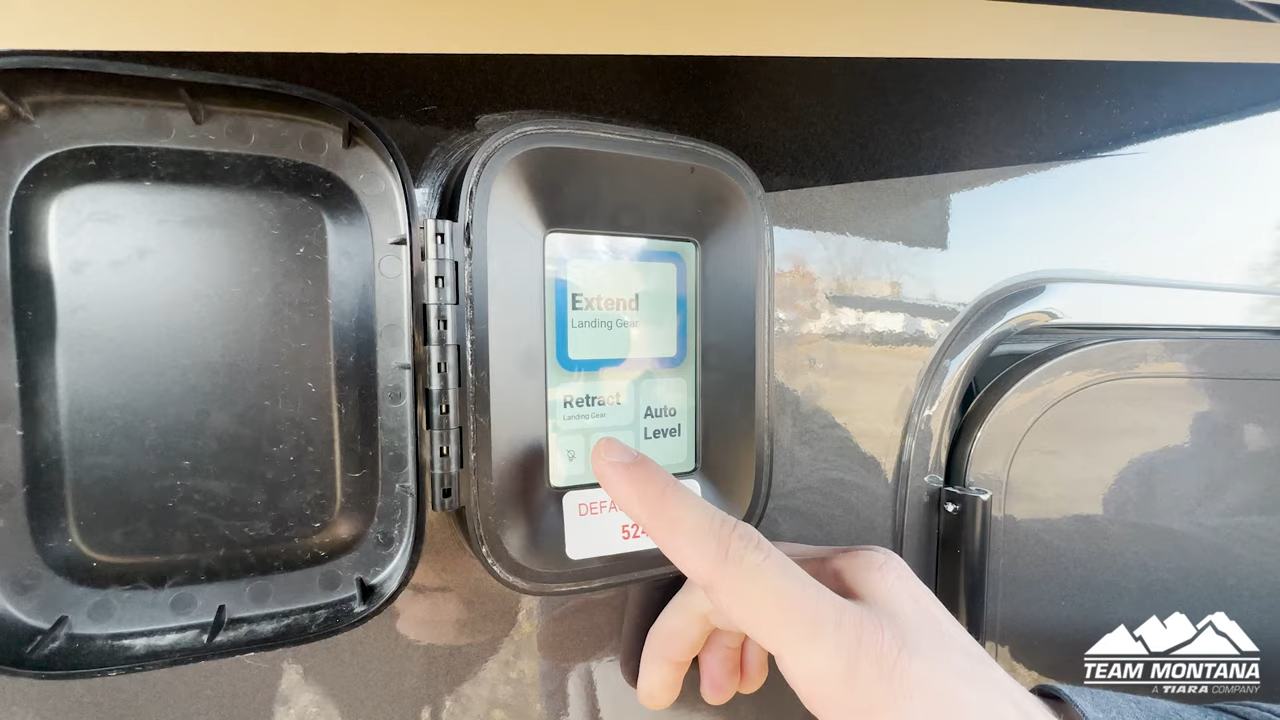 Extend
Landing Gear
Retract
Landing Gear
Auto
Level
TEAM MONTANA
A TIARA COMPANY